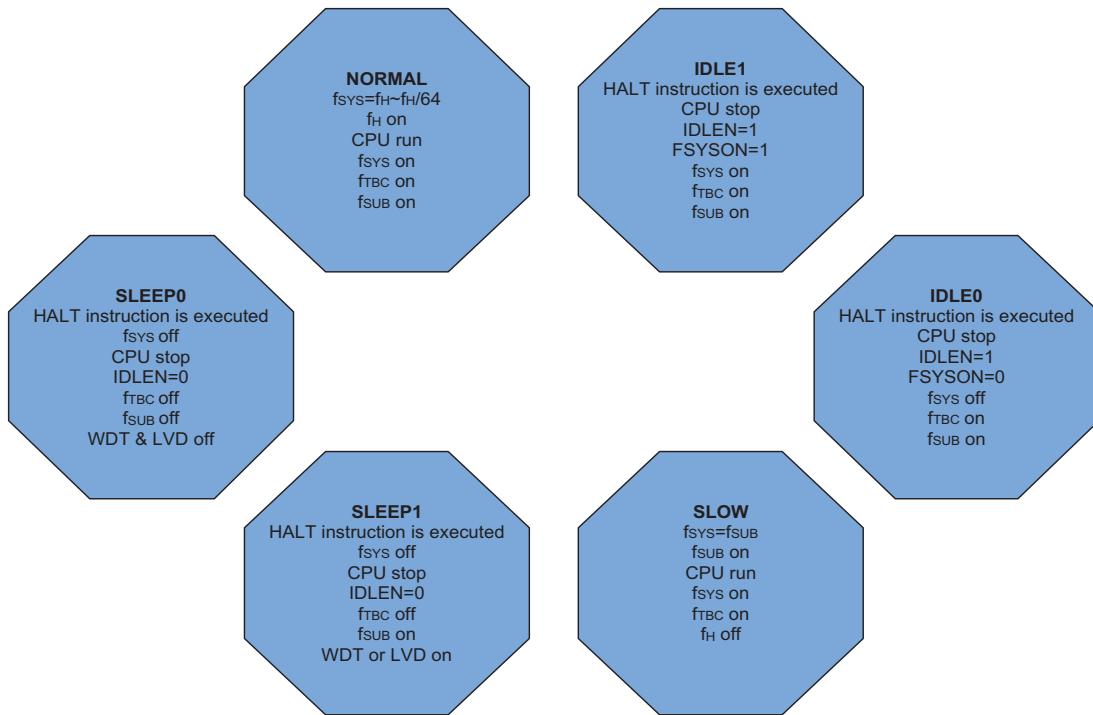 NORMAL
fSYS=fH~fH/64
fH on
CPU run
fSYS on
fTBC on
fSUB on
IDLE1
HALT instruction is executed
CPU stop
IDLEN=1
FSYSON=1
fSYS on
fTBC on
fSUB on
SLEEP0
HALT instruction is executed
fSYS off
CPU stop
IDLEN=0
fTBC off
fSUB off
WDT & LVD off
IDLE0
HALT instruction is executed
CPU stop
IDLEN=1
FSYSON=0
fSYS off
fTBC on
fSUB on
SLEEP1
HALT instruction is executed
fSYS off
CPU stop
IDLEN=0
fTBC off
fSUB on
WDT or LVD on
SLOW
fSYS=fSUB
fSUB on
CPU run
fSYS on
fTBC on
fH off